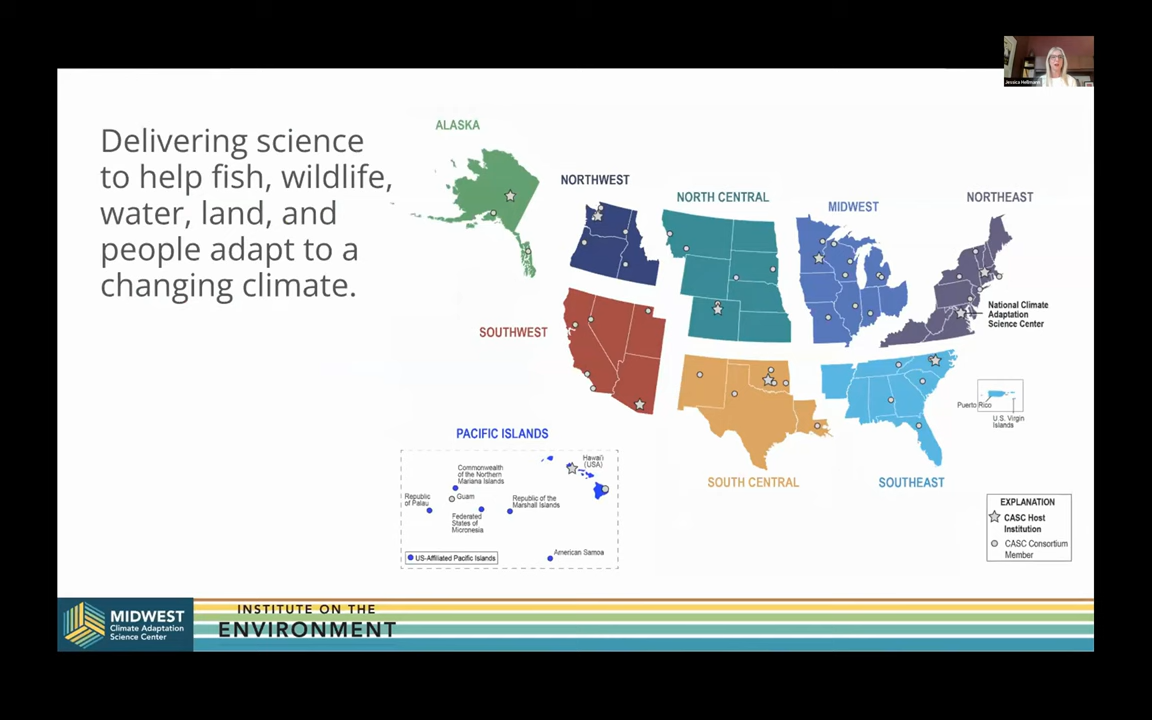 Jessica Hellmann
Delivering science
to help fish, wildlife,
water, land, and
people adapt to a
changing climate.
ALASKA
NORTHWEST
NORTH CENTRAL
MIDWEST
NORTHEAST
National Climate
Adaptation
Science Center
SOUTHWEST
Puerto Rico
U.S. Virgin
Islands
PACIFIC ISLANDS
SOUTH CENTRAL
SOUTHEAST
Hawai'i
(USA)
Commonwealth
of the Northern
Mariana Islands
Republic
of Palau
Guam
Republic of the
Marshall Islands
Federated
States of
Micronesia
American Samoa
US-Affiliated Pacific Islands
EXPLANATION
CASC Host
Institution
CASC Consortium
Member
MIDWEST
Climate Adaptation
Science Center
INSTITUTE ON THE
ENVIRONMENT